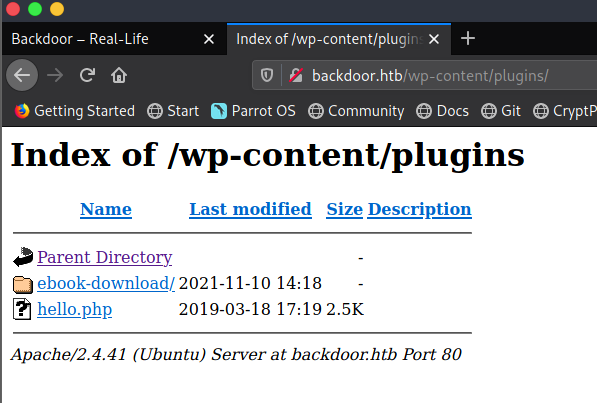 Backdoor – Real-Life
Index of /wp-content/plugins
backdoor.htb/wp-content/plugins/
Getting Started Start Parrot OS Community Docs Git CryptP
Index of /wp-content/plugins
Name Last modified Size Description
Parent Directory -
ebook-download/ 2021-11-10 14:18 -
hello.php 2019-03-18 17:19 2.5K
Apache/2.4.41 (Ubuntu) Server at backdoor.htb Port 80